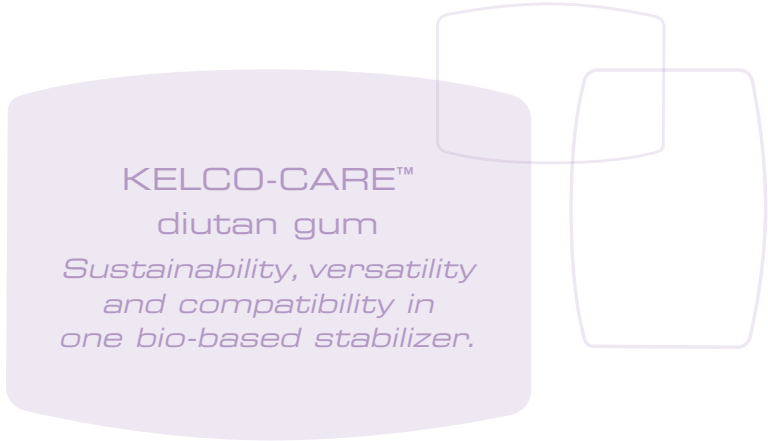 KELCO-CARE™
diutan gum
Sustainability, versatility
and compatibility in
one bio-based stabilizer.